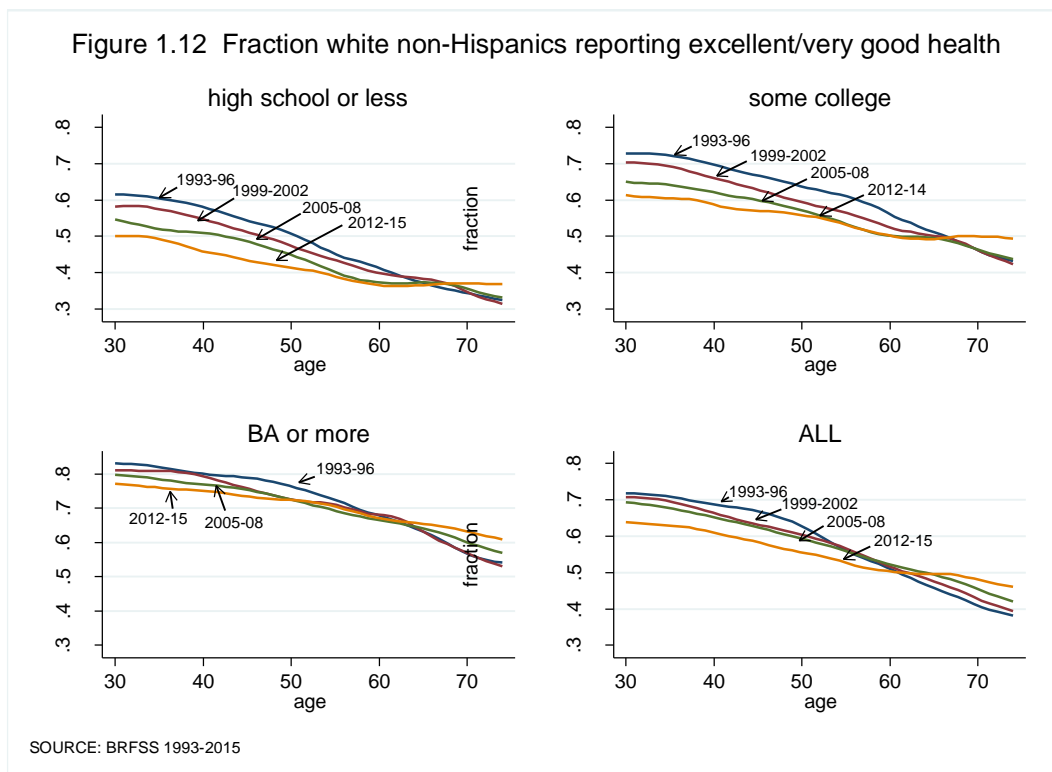 Figure 1.12  Fraction white non-Hispanics reporting excellent/very good health
high school or less
.8
.7
.6
.5
.4
.3
1993-96
1999-2002
2005-08
2012-15
30 40 50 60 70
age
some college
fraction
.8
.7
.6
.5
.4
.3
1993-96
1999-2002
2005-08
2012-14
30 40 50 60 70
age
BA or more
.8
.7
.6
.5
.4
.3
1993-96
2012-15
2005-08
30 40 50 60 70
age
ALL
fraction
.8
.7
.6
.5
.4
.3
1993-96
1999-2002
2005-08
2012-15
30 40 50 60 70
age
SOURCE: BRFSS 1993-2015